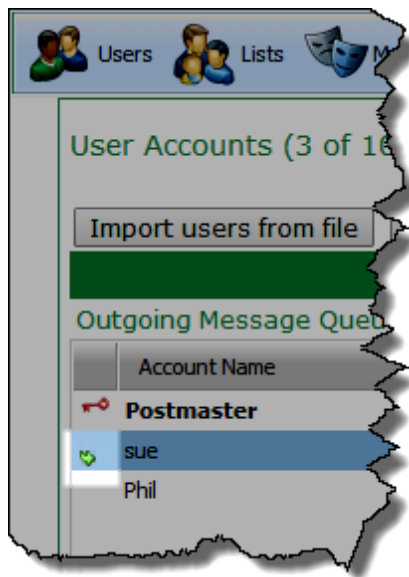 Users Lists M
User Accounts (3 of 16
Import users from file
Outgoing Message Queu
Account Name
Postmaster
sue
Phil